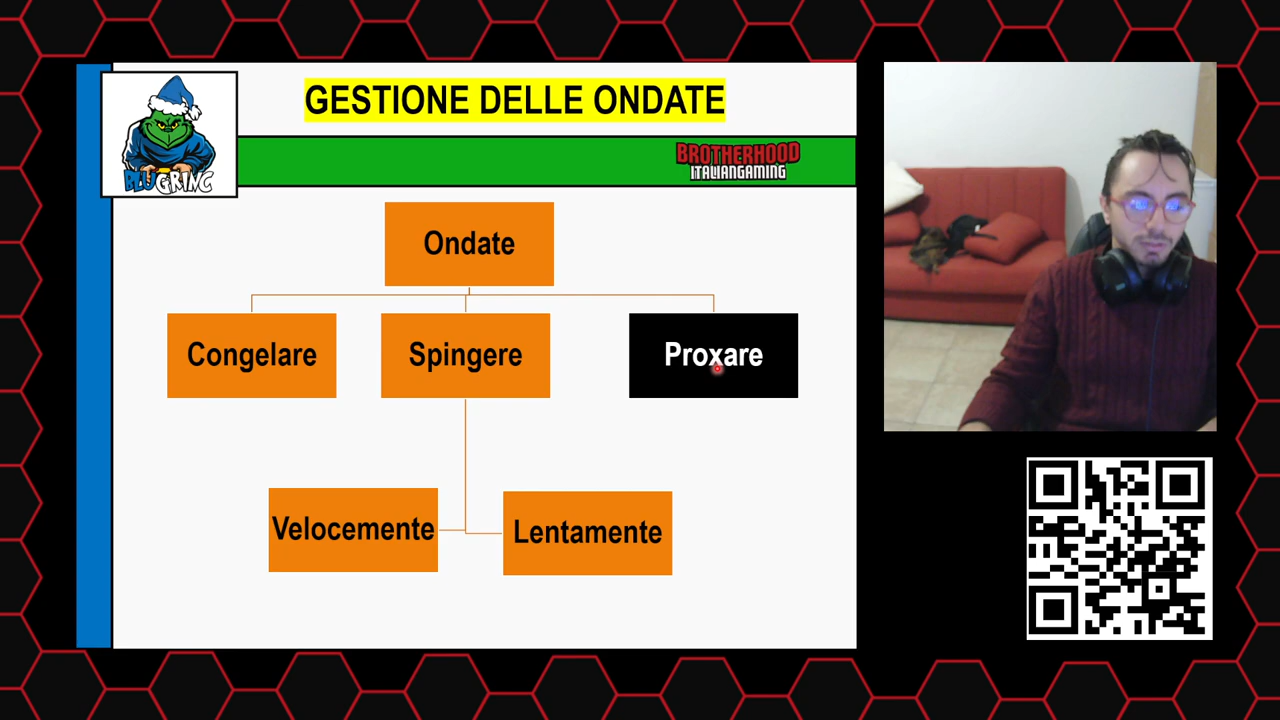 GESTIONE DELLE ONDATE
BLUGRINC
BROTHERHOOD
ITALIANGAMING
Ondate
Congelare
Spingere
Proxare
Velocemente
Lentamente